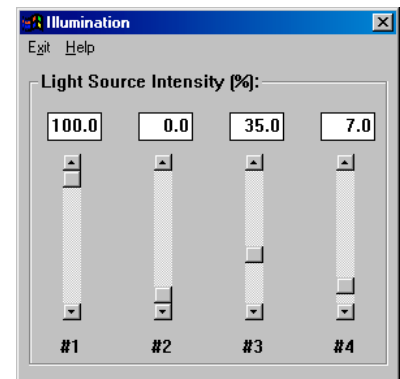 Illumination
Exit Help
Light Source Intensity (%):
100.0 0.0 35.0 7.0
#1 #2 #3 #4